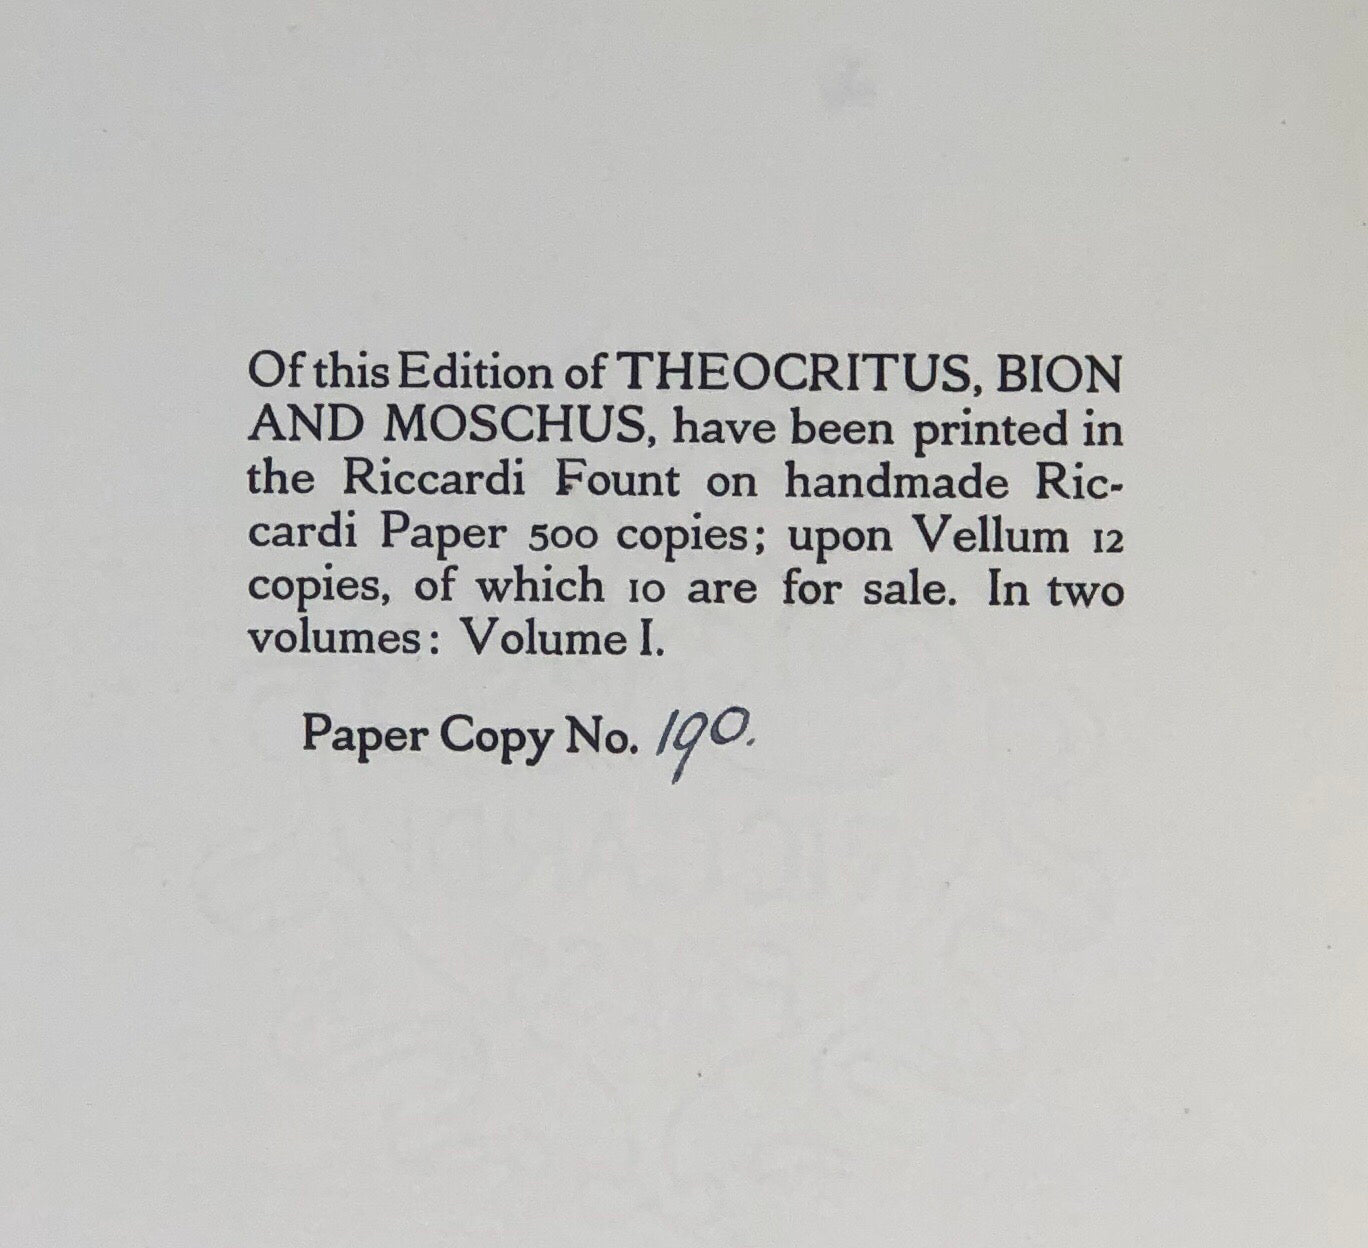 Of this Edition of THEOCRITUS, BION
AND MOSCHUS, have been printed in
the Riccardi Fount on handmade Ric-
cardi Paper 500 copies; upon Vellum 12
copies, of which 10 are for sale. In two
volumes: Volume I.
Paper Copy No. 190.